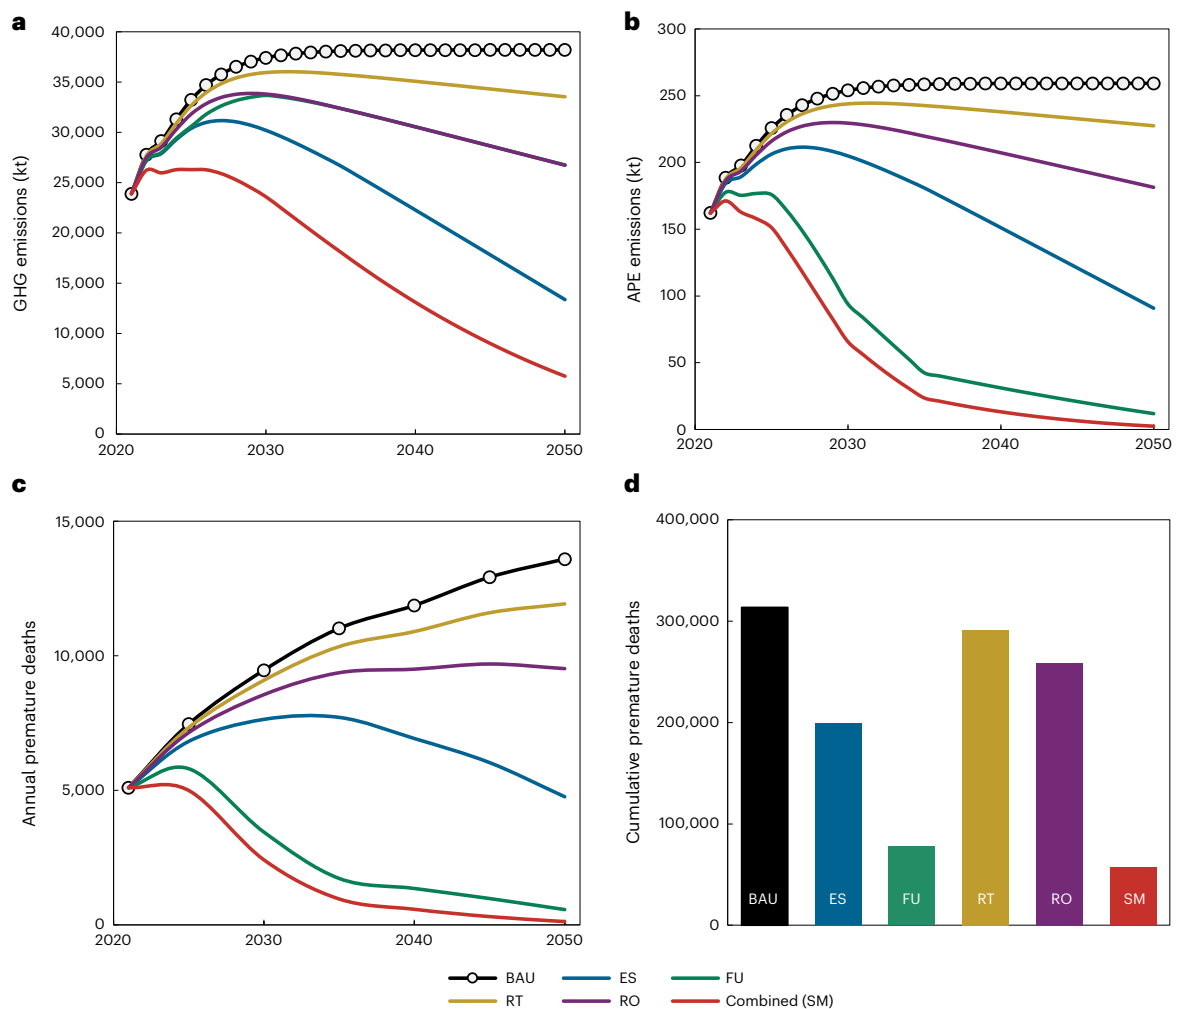 a
40,000
35,000
30,000
25,000
20,000
15,000
10,000
5,000
0
GHG emissions (kt)
2020 2030 2040 2050
b
300
250
200
150
100
50
0
APE emissions (kt)
2020 2030 2040 2050
c
15,000
10,000
5,000
0
Annual premature deaths
2020 2030 2040 2050
d
400,000
300,000
200,000
100,000
0
Cumulative premature deaths
BAU ES FU RT RO SM
BAU ES FU
RT RO Combined (SM)